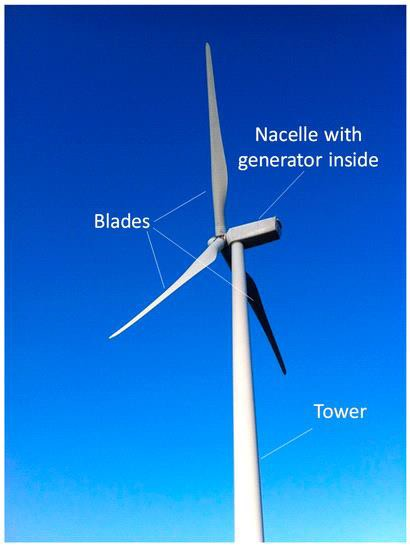 Nacelle with
generator inside
Blades
Tower